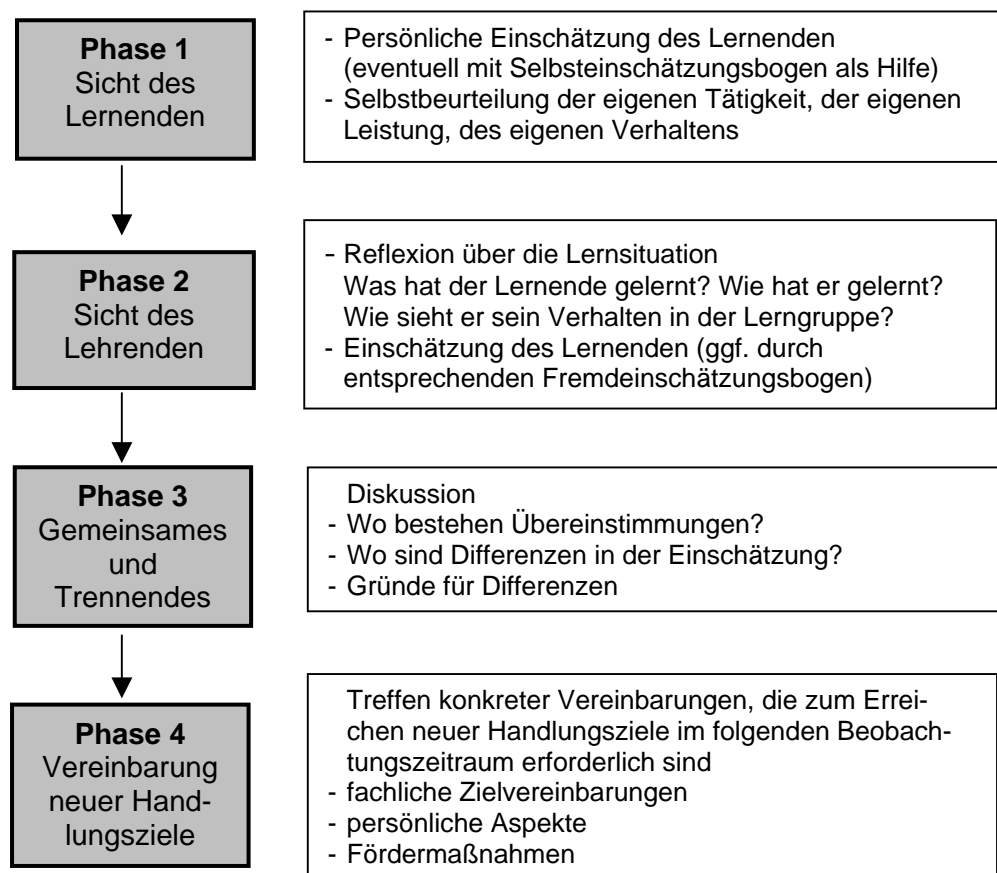 Phase 1
Sicht des
Lernenden
- Persönliche Einschätzung des Lernenden
(eventuell mit Selbsteinschätzungsbogen als Hilfe)
- Selbstbeurteilung der eigenen Tätigkeit, der eigenen
Leistung, des eigenen Verhaltens
Phase 2
Sicht des
Lehrenden
- Reflexion über die Lernsituation
Was hat der Lernende gelernt? Wie hat er gelernt?
Wie sieht er sein Verhalten in der Lerngruppe?
- Einschätzung des Lernenden (ggf. durch
entsprechenden Fremdeinschätzungsbogen)
Phase 3
Gemeinsames
und
Trennendes
Diskussion
- Wo bestehen Übereinstimmungen?
- Wo sind Differenzen in der Einschätzung?
- Gründe für Differenzen
Phase 4
Vereinbarung
neuer Hand-
lungsziele
Treffen konkreter Vereinbarungen, die zum Errei-
chen neuer Handlungsziele im folgenden Beobach-
tungszeitraum erforderlich sind
- fachliche Zielvereinbarungen
- persönliche Aspekte
- Fördermaßnahmen